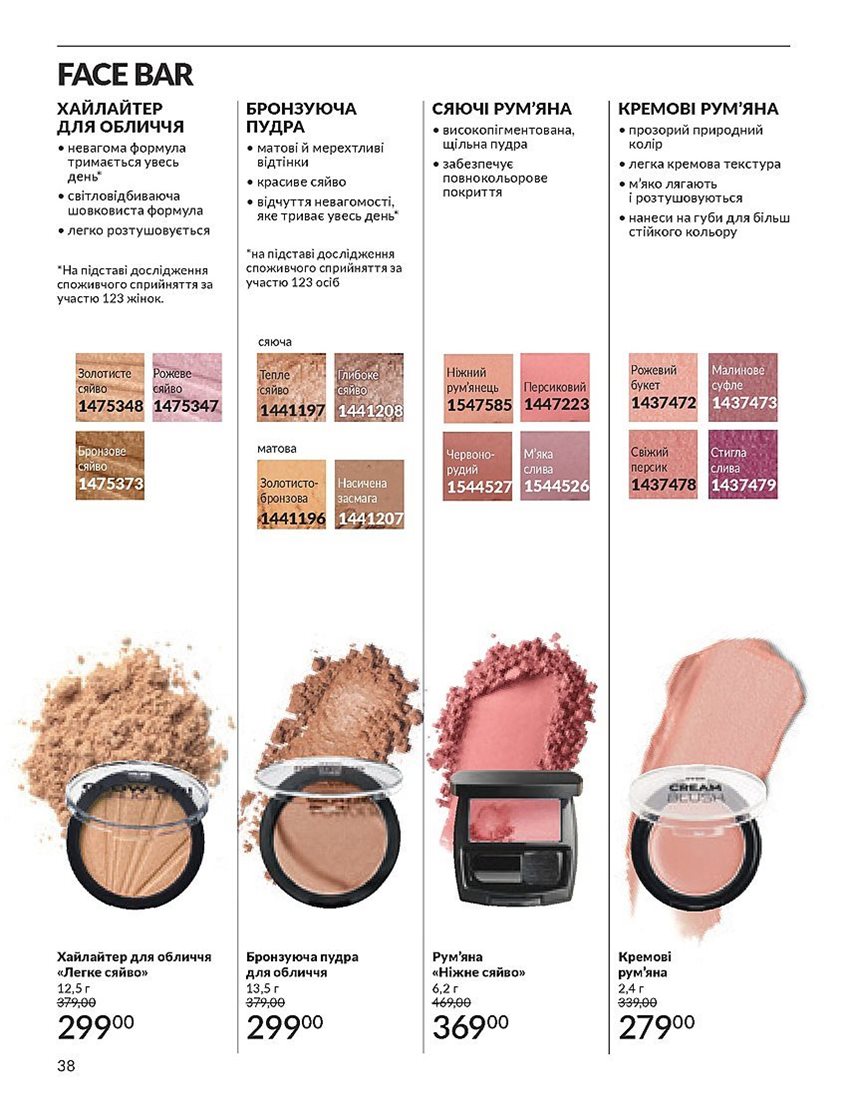 FACE BAR
ХАЙЛАЙТЕР
ДЛЯ ОБЛИЧЧЯ
• невагома формула
тримається увесь
день*
• світловідбиваюча
шовковиста формула
• легко розтушовується
*На підставі дослідження
споживчого сприйняття за
участю 123 жінок.
Золотисте
сяйво
1475348
Рожеве
сяйво
1475347
Бронзове
сяйво
1475373
GLOW
Хайлайтер для обличчя
«Легке сяйво»
12,5 г
379,00
29900
БРОНЗУЮЧА
ПУДРА
• матові й мерехтливі
відтінки
• красиве сяйво
• відчуття невагомості,
яке триває увесь день*
*на підставі дослідження
споживчого сприйняття за
участю 123 осіб
сяюча
Тепле
сяйво
1441197
Глибоке
сяйво
1441208
матова
Золотисто-
бронзова
1441196
Насичена
засмага
1441207
Бронзуюча пудра
для обличчя
13,5 г
379,00
29900
СЯЮЧІ РУМ’ЯНА
• високопігментована,
щільна пудра
• забезпечує
повнокольорове
покриття
Ніжний
рум’янець
1547585
Персиковий
1447223
Червоно-
рудий
1544527
М’яка
слива
1544526
Рум’яна
«Ніжне сяйво»
6,2 г
469,00
36900
КРЕМОВІ РУМ’ЯНА
• прозорий природний
колір
• легка кремова текстура
• м’яко лягають
і розтушовуються
• нанеси на губи для більш
стійкого кольору
Рожевий
букет
1437472
Малинове
суфле
1437473
Свіжий
персик
1437478
Стигла
слива
1437479
CREAM
BLUSH
Кремові
рум’яна
2,4 г
339,00
27900
38